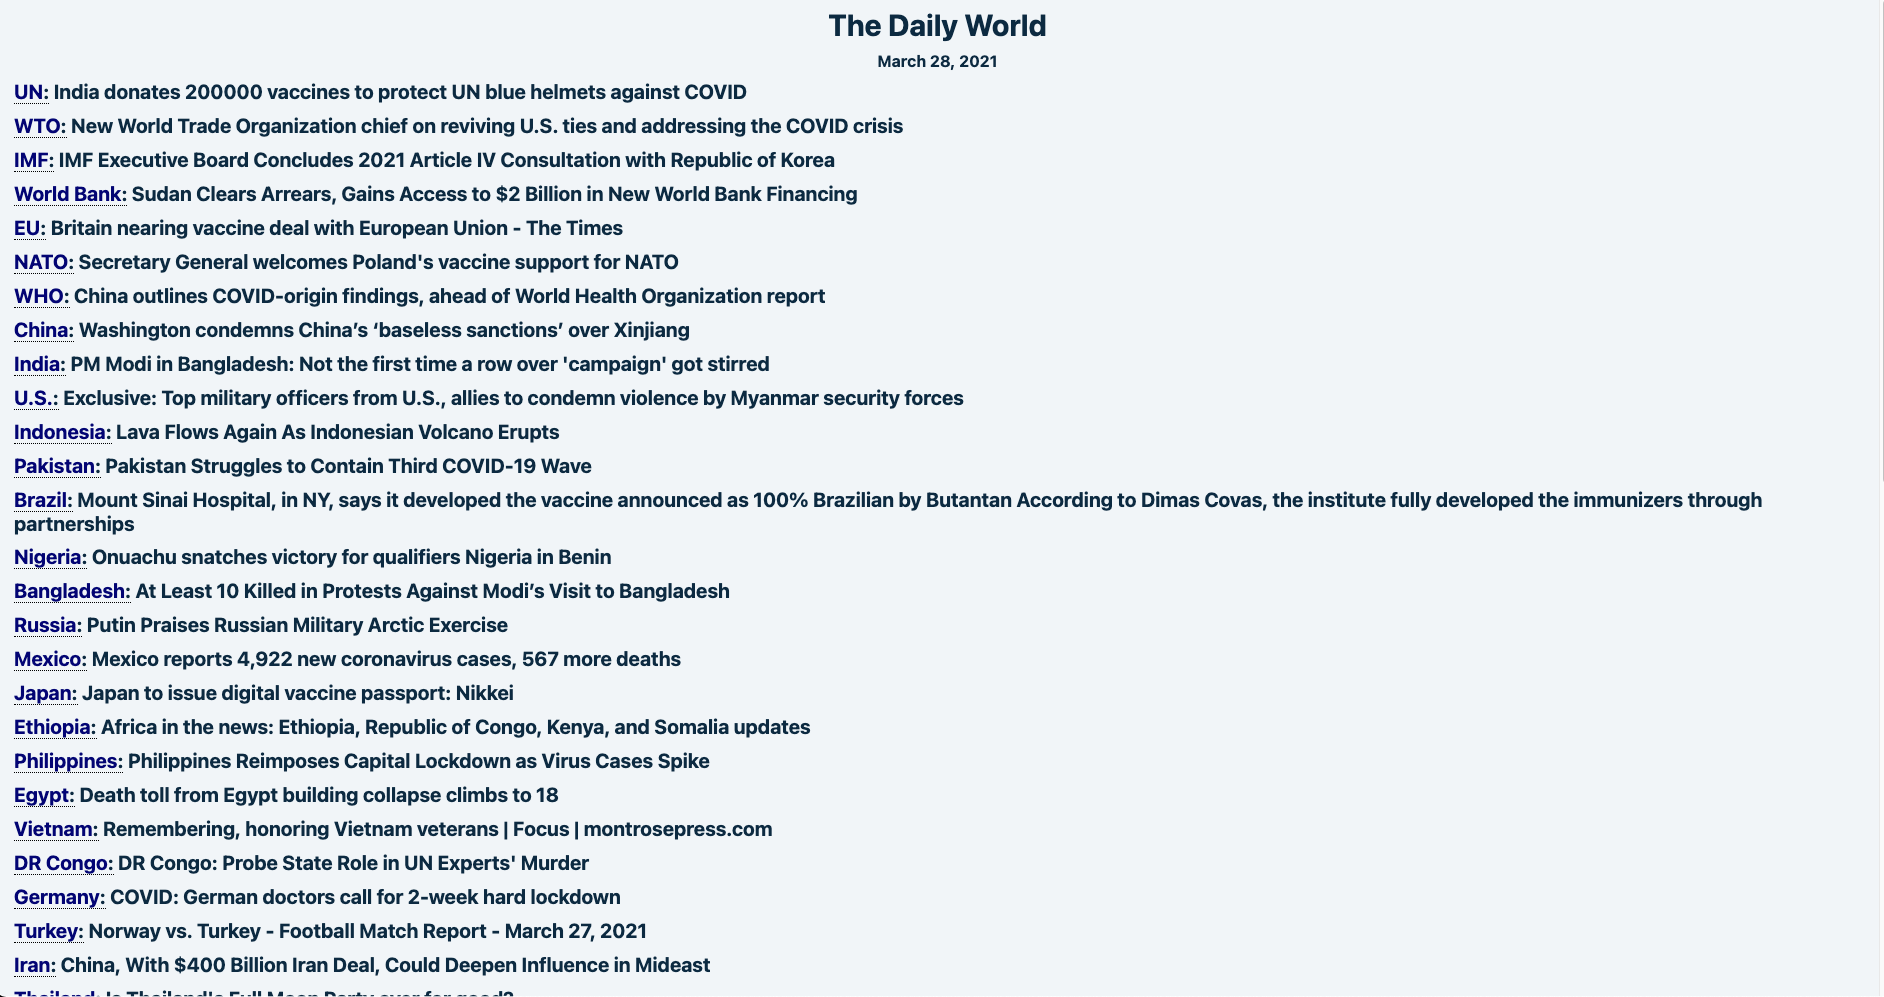 The Daily World
March 28, 2021
UN: India donates 200000 vaccines to protect UN blue helmets against COVID
WTO: New World Trade Organization chief on reviving U.S. ties and addressing the COVID crisis
IMF: IMF Executive Board Concludes 2021 Article IV Consultation with Republic of Korea
World Bank: Sudan Clears Arrears, Gains Access to $2 Billion in New World Bank Financing
EU: Britain nearing vaccine deal with European Union - The Times
NATO: Secretary General welcomes Poland's vaccine support for NATO
WHO: China outlines COVID-origin findings, ahead of World Health Organization report
China: Washington condemns China’s ‘baseless sanctions’ over Xinjiang
India: PM Modi in Bangladesh: Not the first time a row over 'campaign' got stirred
U.S.: Exclusive: Top military officers from U.S., allies to condemn violence by Myanmar security forces
Indonesia: Lava Flows Again As Indonesian Volcano Erupts
Pakistan: Pakistan Struggles to Contain Third COVID-19 Wave
Brazil: Mount Sinai Hospital, in NY, says it developed the vaccine announced as 100% Brazilian by Butantan According to Dimas Covas, the institute fully developed the immunizers through
partnerships
Nigeria: Onuachu snatches victory for qualifiers Nigeria in Benin
Bangladesh: At Least 10 Killed in Protests Against Modi’s Visit to Bangladesh
Russia: Putin Praises Russian Military Arctic Exercise
Mexico: Mexico reports 4,922 new coronavirus cases, 567 more deaths
Japan: Japan to issue digital vaccine passport: Nikkei
Ethiopia: Africa in the news: Ethiopia, Republic of Congo, Kenya, and Somalia updates
Philippines: Philippines Reimposes Capital Lockdown as Virus Cases Spike
Egypt: Death toll from Egypt building collapse climbs to 18
Vietnam: Remembering, honoring Vietnam veterans | Focus | montrosepress.com
DR Congo: DR Congo: Probe State Role in UN Experts' Murder
Germany: COVID: German doctors call for 2-week hard lockdown
Turkey: Norway vs. Turkey - Football Match Report - March 27, 2021
Iran: China, With $400 Billion Iran Deal, Could Deepen Influence in Mideast
Thailand: Is Thailand's Full Moon Party over for good?